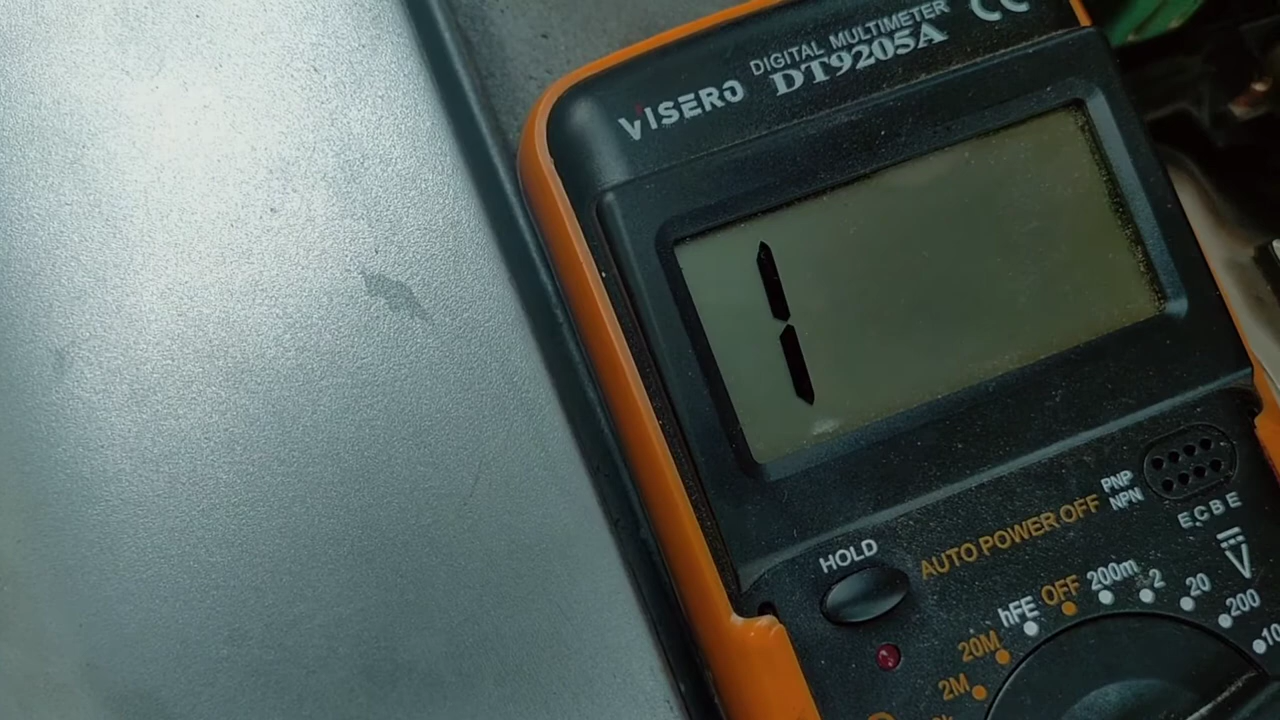 DIGITAL MULTIMETER CE
VISERO DT9205A
1
PNP
NPN
E C B E
HOLD
AUTO POWER OFF
20M hFE OFF 200m 2 20 200
V
2M